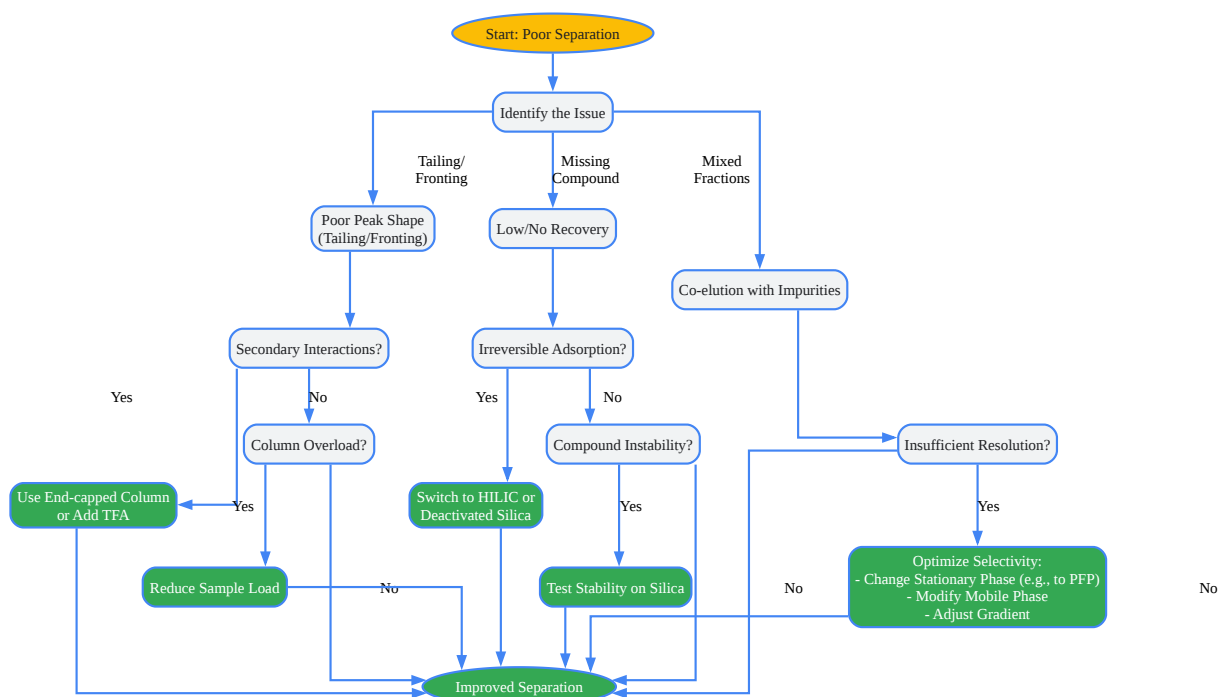 Start: Poor Separation
Identify the Issue
Tailing/
Fronting
Missing
Compound
Mixed
Fractions
Poor Peak Shape
(Tailing/Fronting)
Low/No Recovery
Co-elution with Impurities
Secondary Interactions?
Irreversible Adsorption?
Yes
No
Yes
No
Column Overload?
Compound Instability?
Insufficient Resolution?
Use End-capped Column
or Add TFA
Yes
Switch to HILIC or
Deactivated Silica
Yes
Yes
Reduce Sample Load
No
Test Stability on Silica
No
Optimize Selectivity:
- Change Stationary Phase (e.g., to PFP)
- Modify Mobile Phase
- Adjust Gradient
No
Improved Separation